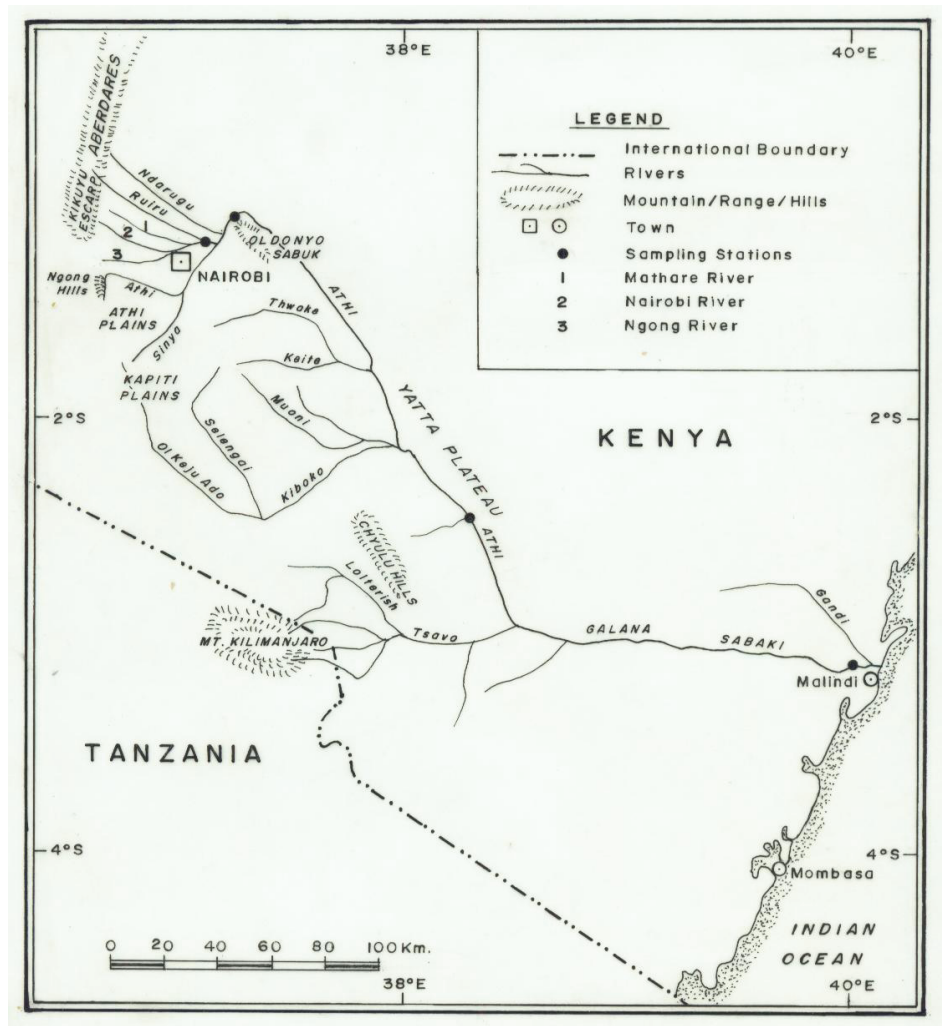 38°E
40°E
LEGEND
International Boundary
Rivers
Mountain/Range/Hills
Town
Sampling Stations
1 Mathare River
2 Nairobi River
3 Ngong River
ABERDARES
KIKUYU
ESCARP.
Ndarugu
Ruiru
1
2
3
OLDONYO
SABUK
NAIROBI
Ngong
Hills
Athi
ATHI
PLAINS
Sinya
ATHI
Thwake
Keite
KAPITI
PLAINS
2°S
2°S
YATTA PLATEAU
KENYA
Muoni
Selengai
Ol Keju Ado
Kiboko
ATHI
CHYULU HILLS
Loiterish
MT. KILIMANJARO
Tsavo
GALANA
SABAKI
Gandi
Malindi
TANZANIA
4°S
4°S
Mombasa
INDIAN
OCEAN
0 20 40 60 80 100 Km.
38°E
40°E